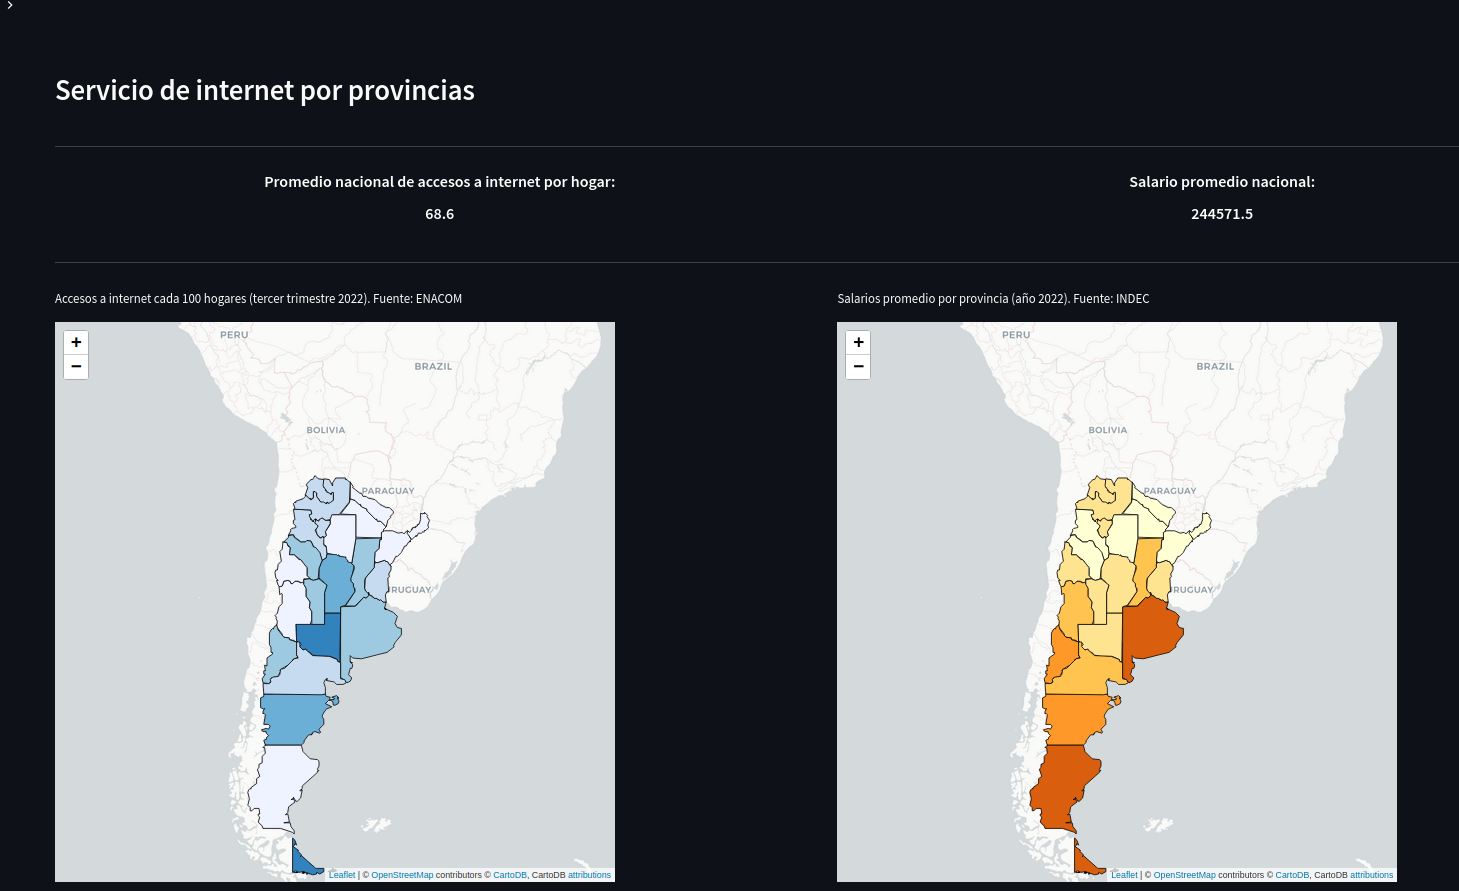 Servicio de internet por provincias
Promedio nacional de accesos a internet por hogar:
68.6
Salario promedio nacional:
244571.5
Accesos a internet cada 100 hogares (tercer trimestre 2022). Fuente: ENACOM
+
−
PERU
BRAZIL
BOLIVIA
PARAGUAY
URUGUAY
Leaflet | © OpenStreetMap contributors © CartoDB, CartoDB attributions
Salarios promedio por provincia (año 2022). Fuente: INDEC
+
−
PERU
BRAZIL
BOLIVIA
PARAGUAY
URUGUAY
Leaflet | © OpenStreetMap contributors © CartoDB, CartoDB attributions